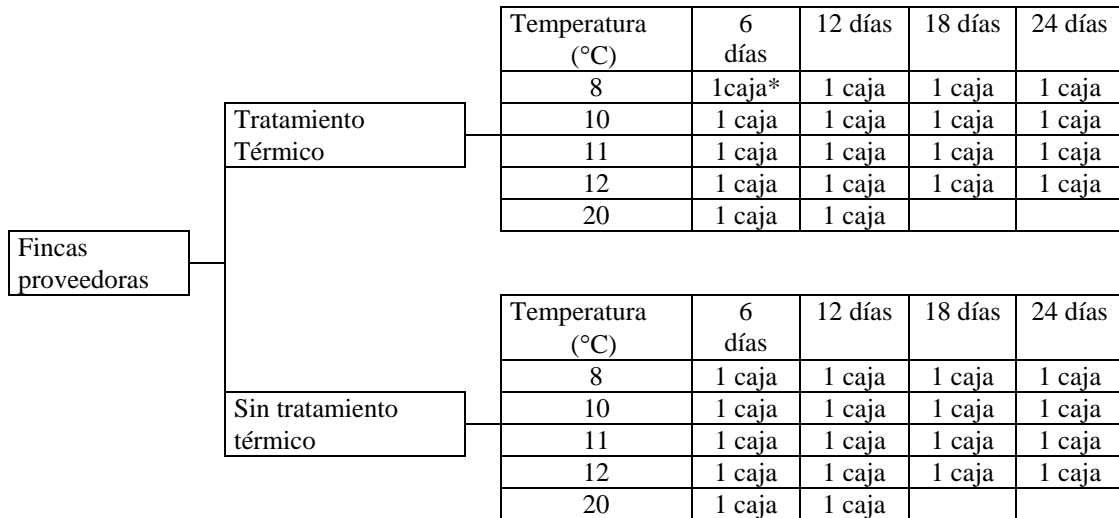 Temperatura (°C) 6 días 12 días 18 días 24 días
8 1caja* 1 caja 1 caja 1 caja
10 1 caja 1 caja 1 caja 1 caja
11 1 caja 1 caja 1 caja 1 caja
12 1 caja 1 caja 1 caja 1 caja
20 1 caja 1 caja
Tratamiento
Térmico
Fincas
proveedoras
Temperatura (°C) 6 días 12 días 18 días 24 días
8 1 caja 1 caja 1 caja 1 caja
10 1 caja 1 caja 1 caja 1 caja
11 1 caja 1 caja 1 caja 1 caja
12 1 caja 1 caja 1 caja 1 caja
20 1 caja 1 caja
Sin tratamiento
térmico